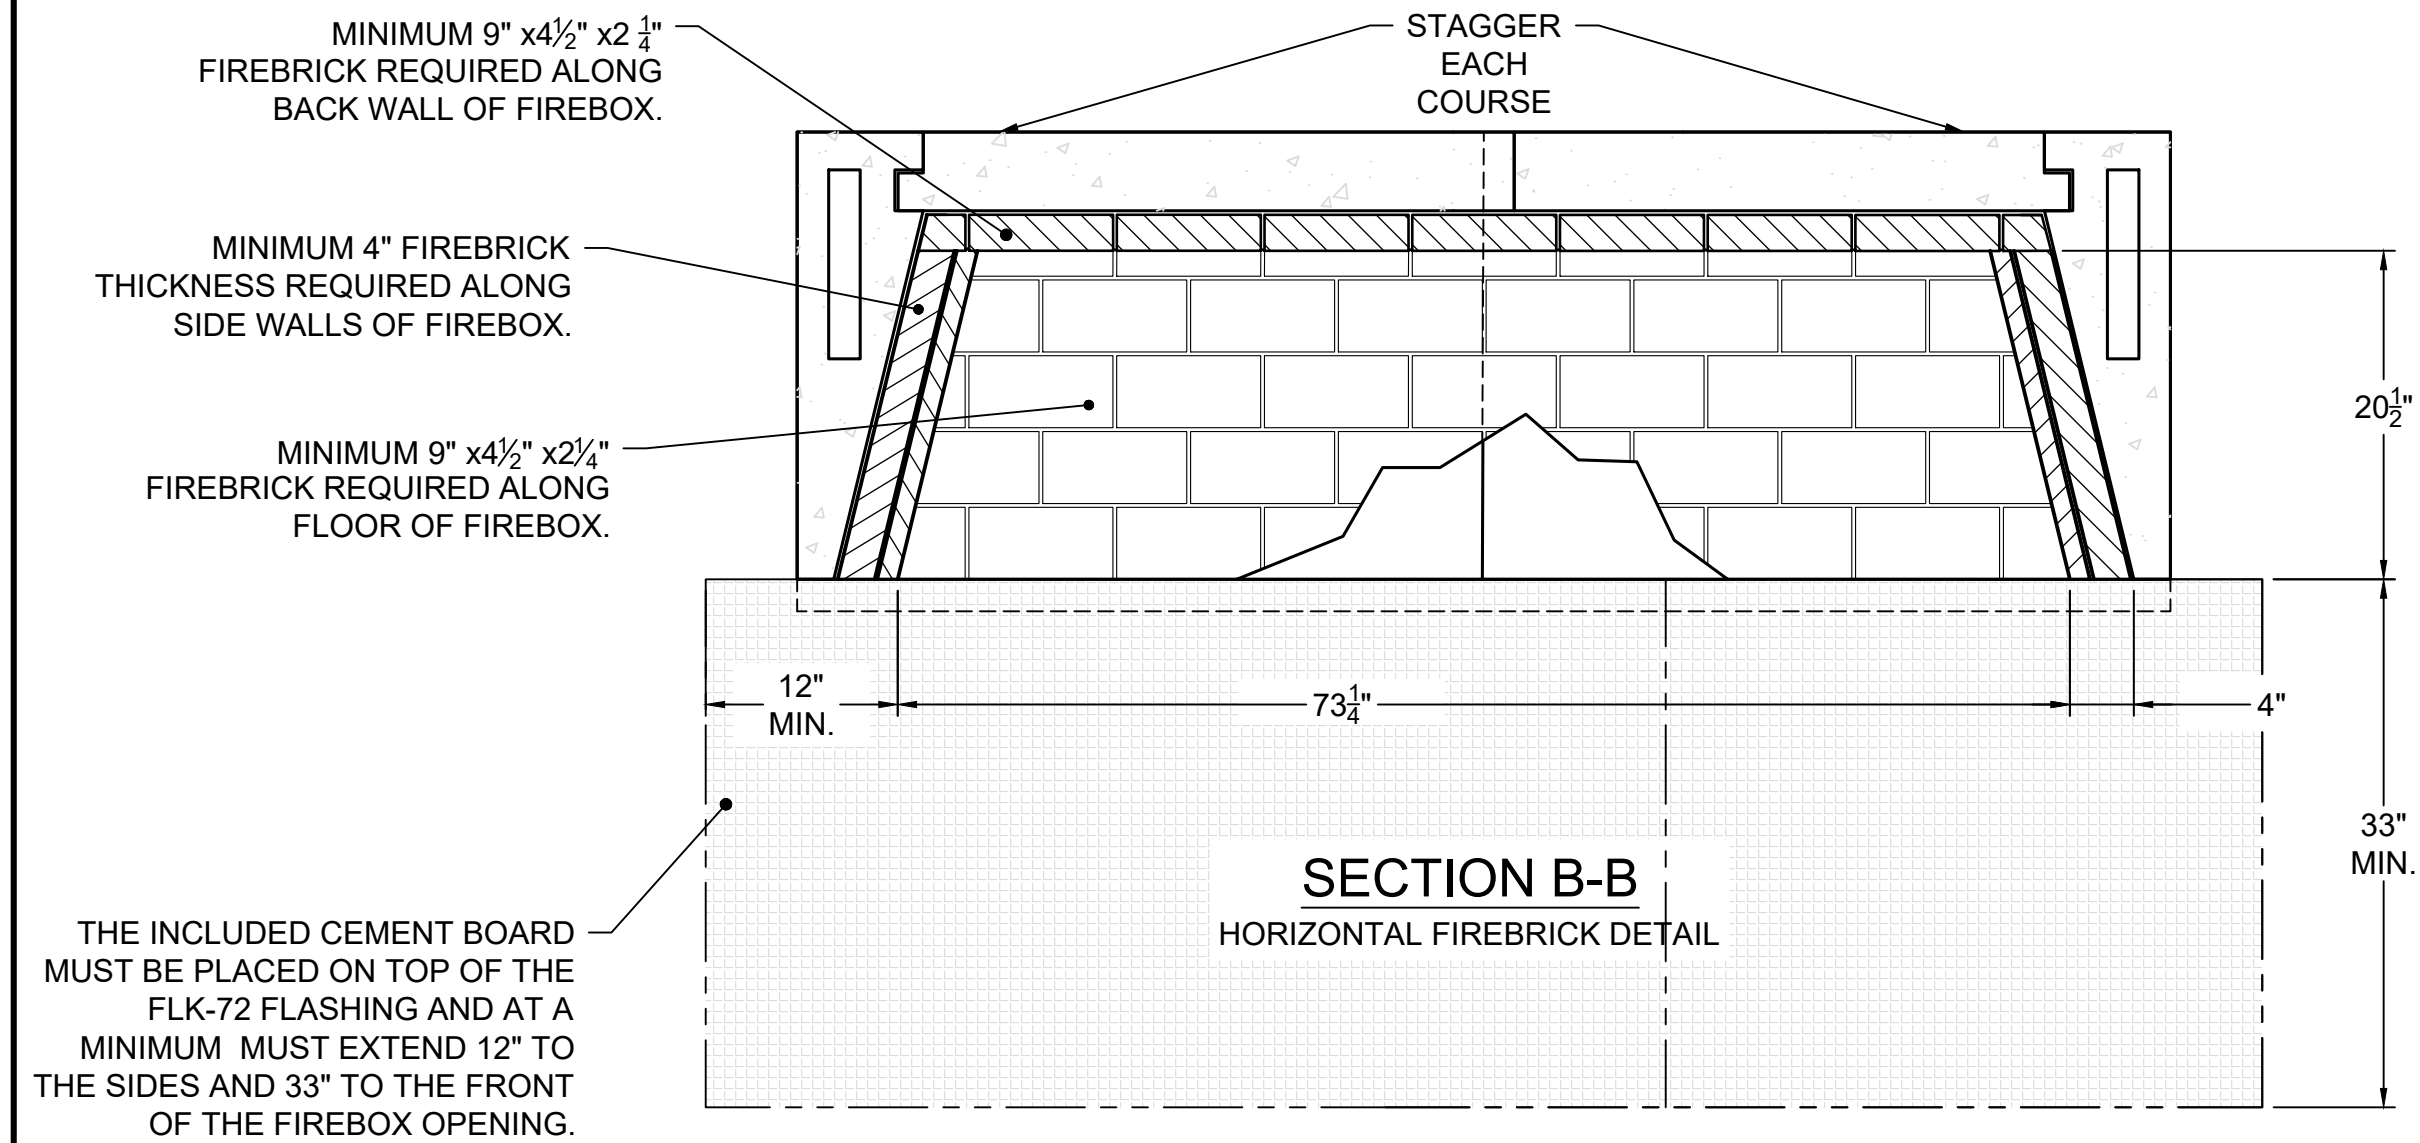 MINIMUM 9" x4½" x2 ¼"
FIREBRICK REQUIRED ALONG
BACK WALL OF FIREBOX.
STAGGER
EACH
COURSE
MINIMUM 4" FIREBRICK
THICKNESS REQUIRED ALONG
SIDE WALLS OF FIREBOX.
MINIMUM 9" x4½" x2¼"
FIREBRICK REQUIRED ALONG
FLOOR OF FIREBOX.
20½"
12"
MIN.
73¼"
4"
33"
MIN.
SECTION B-B
HORIZONTAL FIREBRICK DETAIL
THE INCLUDED CEMENT BOARD
MUST BE PLACED ON TOP OF THE
FLK-72 FLASHING AND AT A
MINIMUM  MUST EXTEND 12" TO
THE SIDES AND 33" TO THE FRONT
OF THE FIREBOX OPENING.